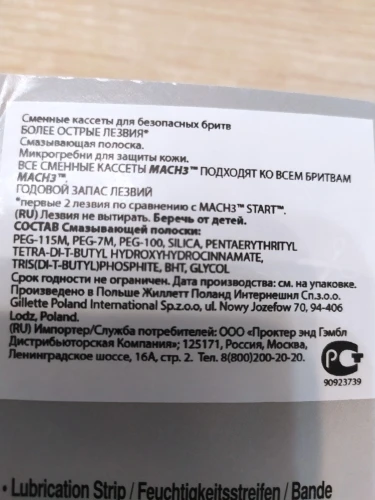 Сменные кассеты для безопасных бритв
БОЛЕЕ ОСТРЫЕ ЛЕЗВИЯ*
Смазывающая полоска.
Микрогребни для защиты кожи.
ВСЕ СМЕННЫЕ КАССЕТЫ MACH3™ ПОДХОДЯТ КО ВСЕМ БРИТВАМ
MACH3™.
ГОДОВОЙ ЗАПАС ЛЕЗВИЙ
*первые 2 лезвия по сравнению с MACH3™ START™.
(RU) Лезвия не вытирать. Беречь от детей.
СОСТАВ Смазывающей полоски:
PEG-115M, PEG-7M, PEG-100, SILICA, PENTAERYTHRITYL
TETRA-DI-T-BUTYL HYDROXYHYDROCINNAMATE,
TRIS(DI-T-BUTYL)PHOSPHITE, BHT, GLYCOL
Срок годности не ограничен. Дата производства: см. на упаковке.
Произведено в Польше Жиллетт Поланд Интернешнл Сп.з.о.о.
Gillette Poland International Sp.z.o.o, ul. Nowy Jozefow 70, 94-406
Lodz, Poland.
(RU) Импортер/Служба потребителей: ООО «Проктер энд Гэмбл
Дистрибьюторская Компания»; 125171, Россия, Москва,
Ленинградское шоссе, 16А, стр. 2. Тел. 8(800)200-20-20.
РСТ
90923739
• Lubrication Strip / Feuchtigkeitsstreifen / Bande